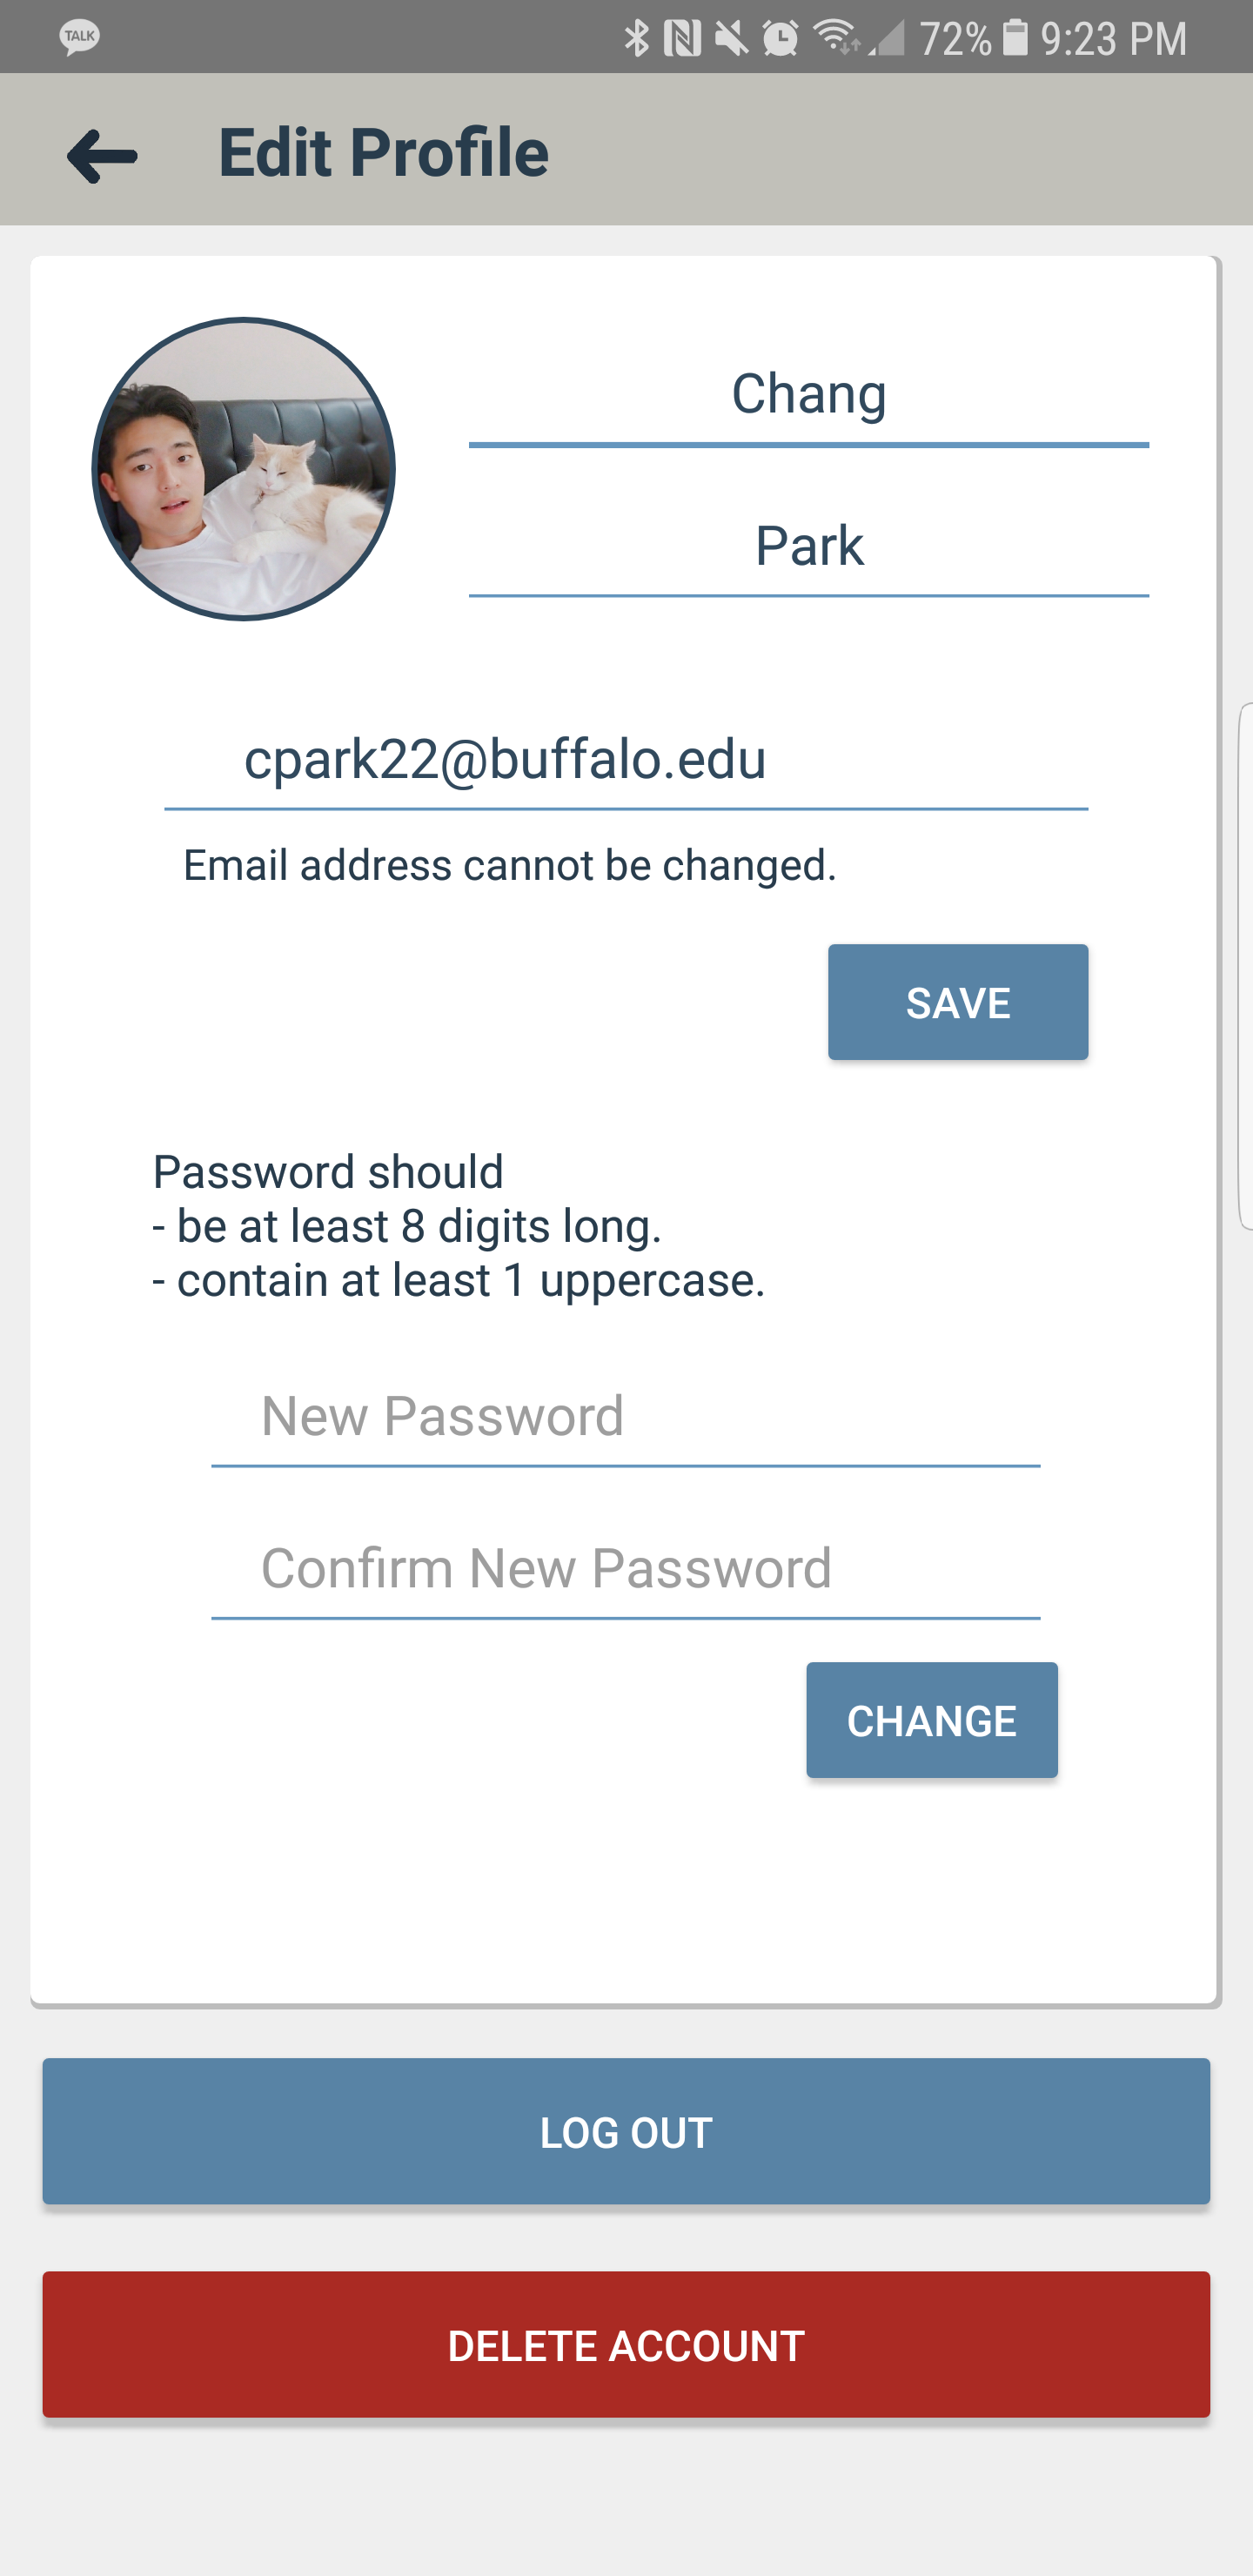 TALK 72% 9:23 PM
Edit Profile
Chang
Park
cpark22@buffalo.edu
Email address cannot be changed.
SAVE
Password should
- be at least 8 digits long.
- contain at least 1 uppercase.
New Password
Confirm New Password
CHANGE
LOG OUT
DELETE ACCOUNT